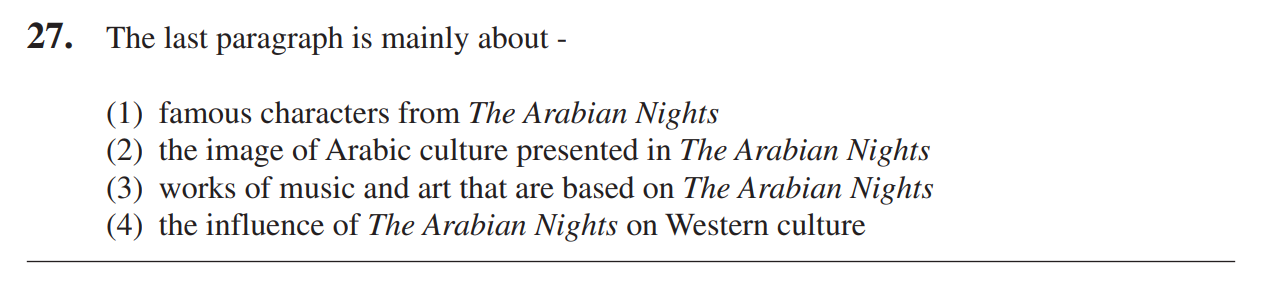 27. The last paragraph is mainly about -
(1) famous characters from The Arabian Nights
(2) the image of Arabic culture presented in The Arabian Nights
(3) works of music and art that are based on The Arabian Nights
(4) the influence of The Arabian Nights on Western culture